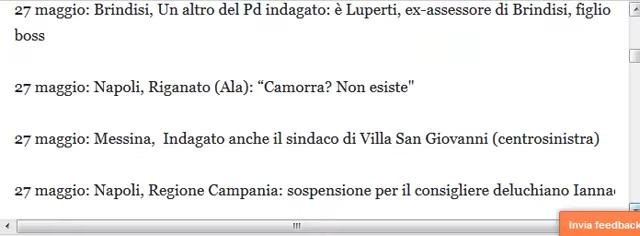 27 maggio: Brindisi, Un altro del Pd indagato: è Luperti, ex-assessore di Brindisi, figlio
boss
27 maggio: Napoli, Riganato (Ala): “Camorra? Non esiste"
27 maggio: Messina, Indagato anche il sindaco di Villa San Giovanni (centrosinistra)
27 maggio: Napoli, Regione Campania: sospensione per il consigliere deluchiano
Invia feedback